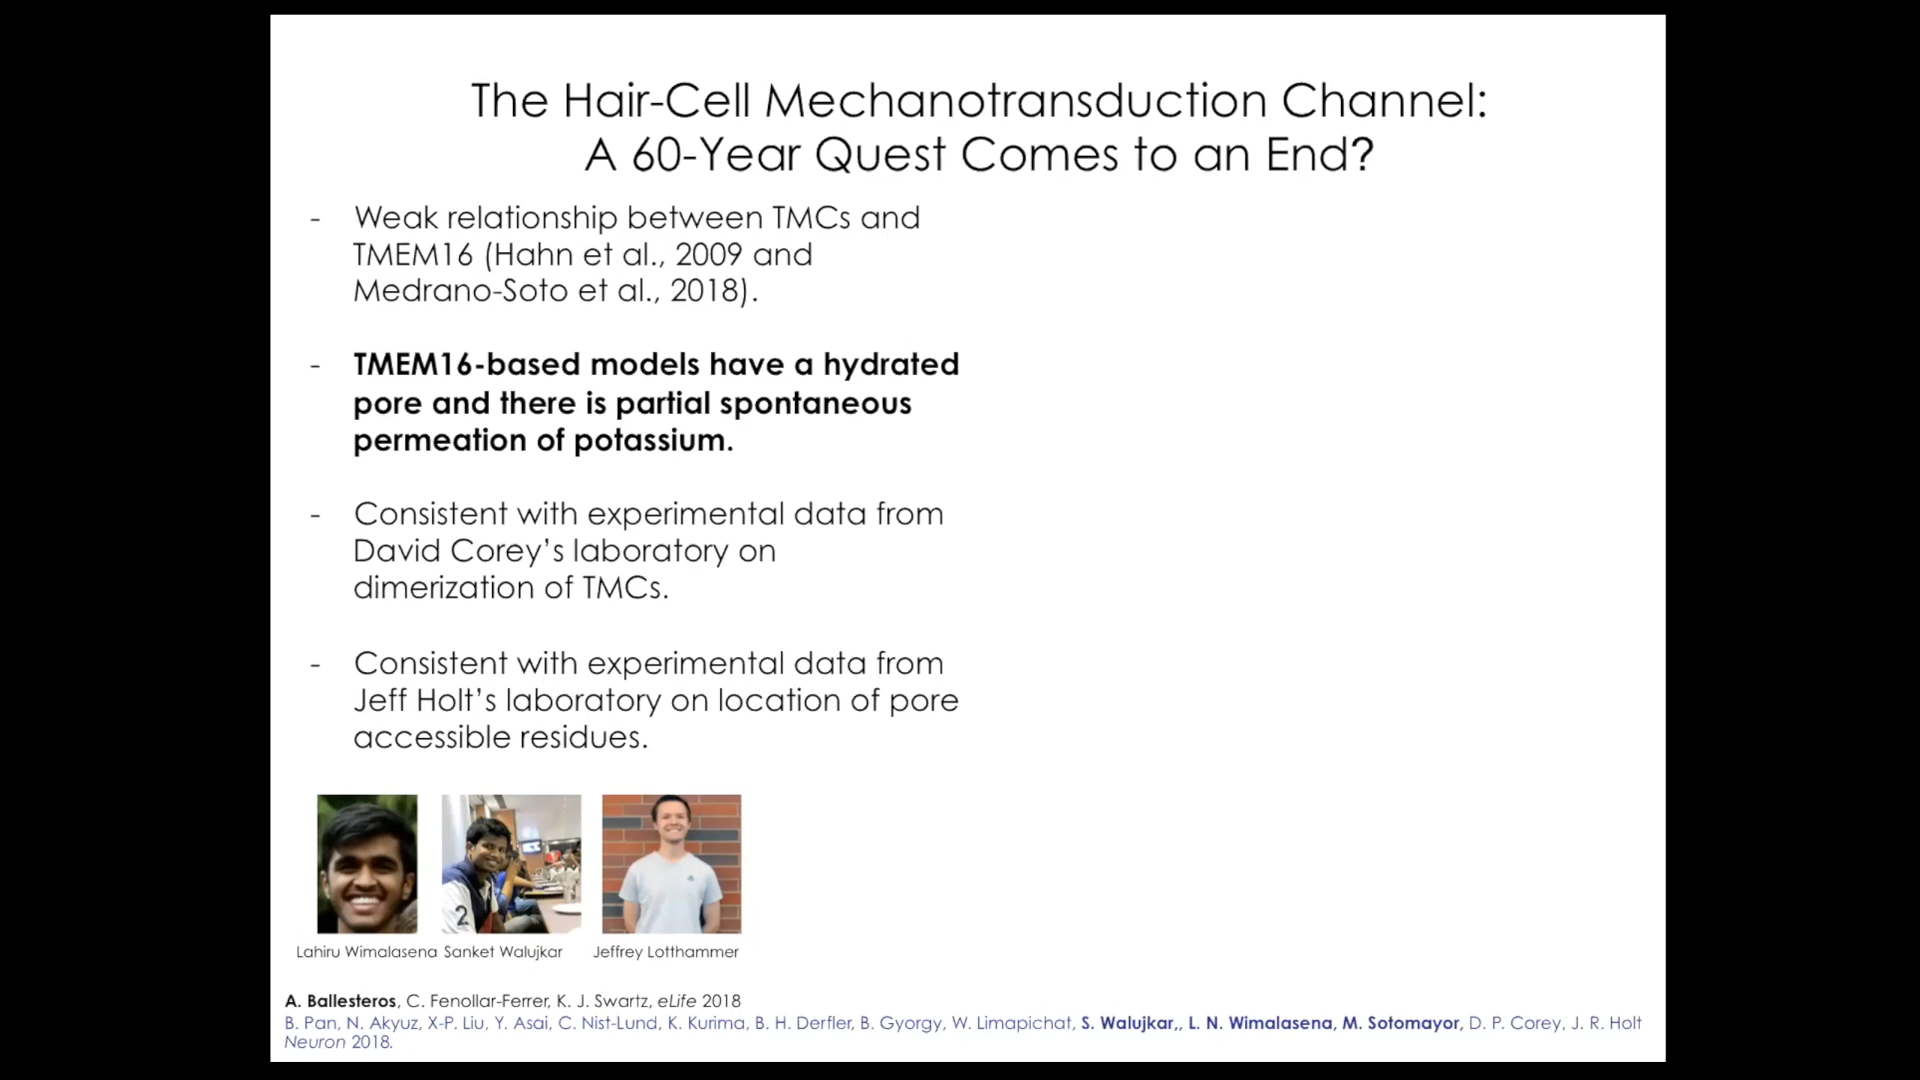 The Hair-Cell Mechanotransduction Channel:
A 60-Year Quest Comes to an End?
- Weak relationship between TMCs and
TMEM16 (Hahn et al., 2009 and
Medrano-Soto et al., 2018).
- TMEM16-based models have a hydrated
pore and there is partial spontaneous
permeation of potassium.
- Consistent with experimental data from
David Corey's laboratory on
dimerization of TMCs.
- Consistent with experimental data from
Jeff Holt's laboratory on location of pore
accessible residues.
2
Lahiru Wimalasena Sanket Walujkar Jeffrey Lotthammer
A. Ballesteros, C. Fenollar-Ferrer, K. J. Swartz, eLife 2018
B. Pan, N. Akyuz, X-P. Liu, Y. Asai, C. Nist-Lund, K. Kurima, B. H. Derfler, B. Gyorgy, W. Limapichat, S. Walujkar,, L. N. Wimalasena, M. Sotomayor, D. P. Corey, J. R. Holt
Neuron 2018.